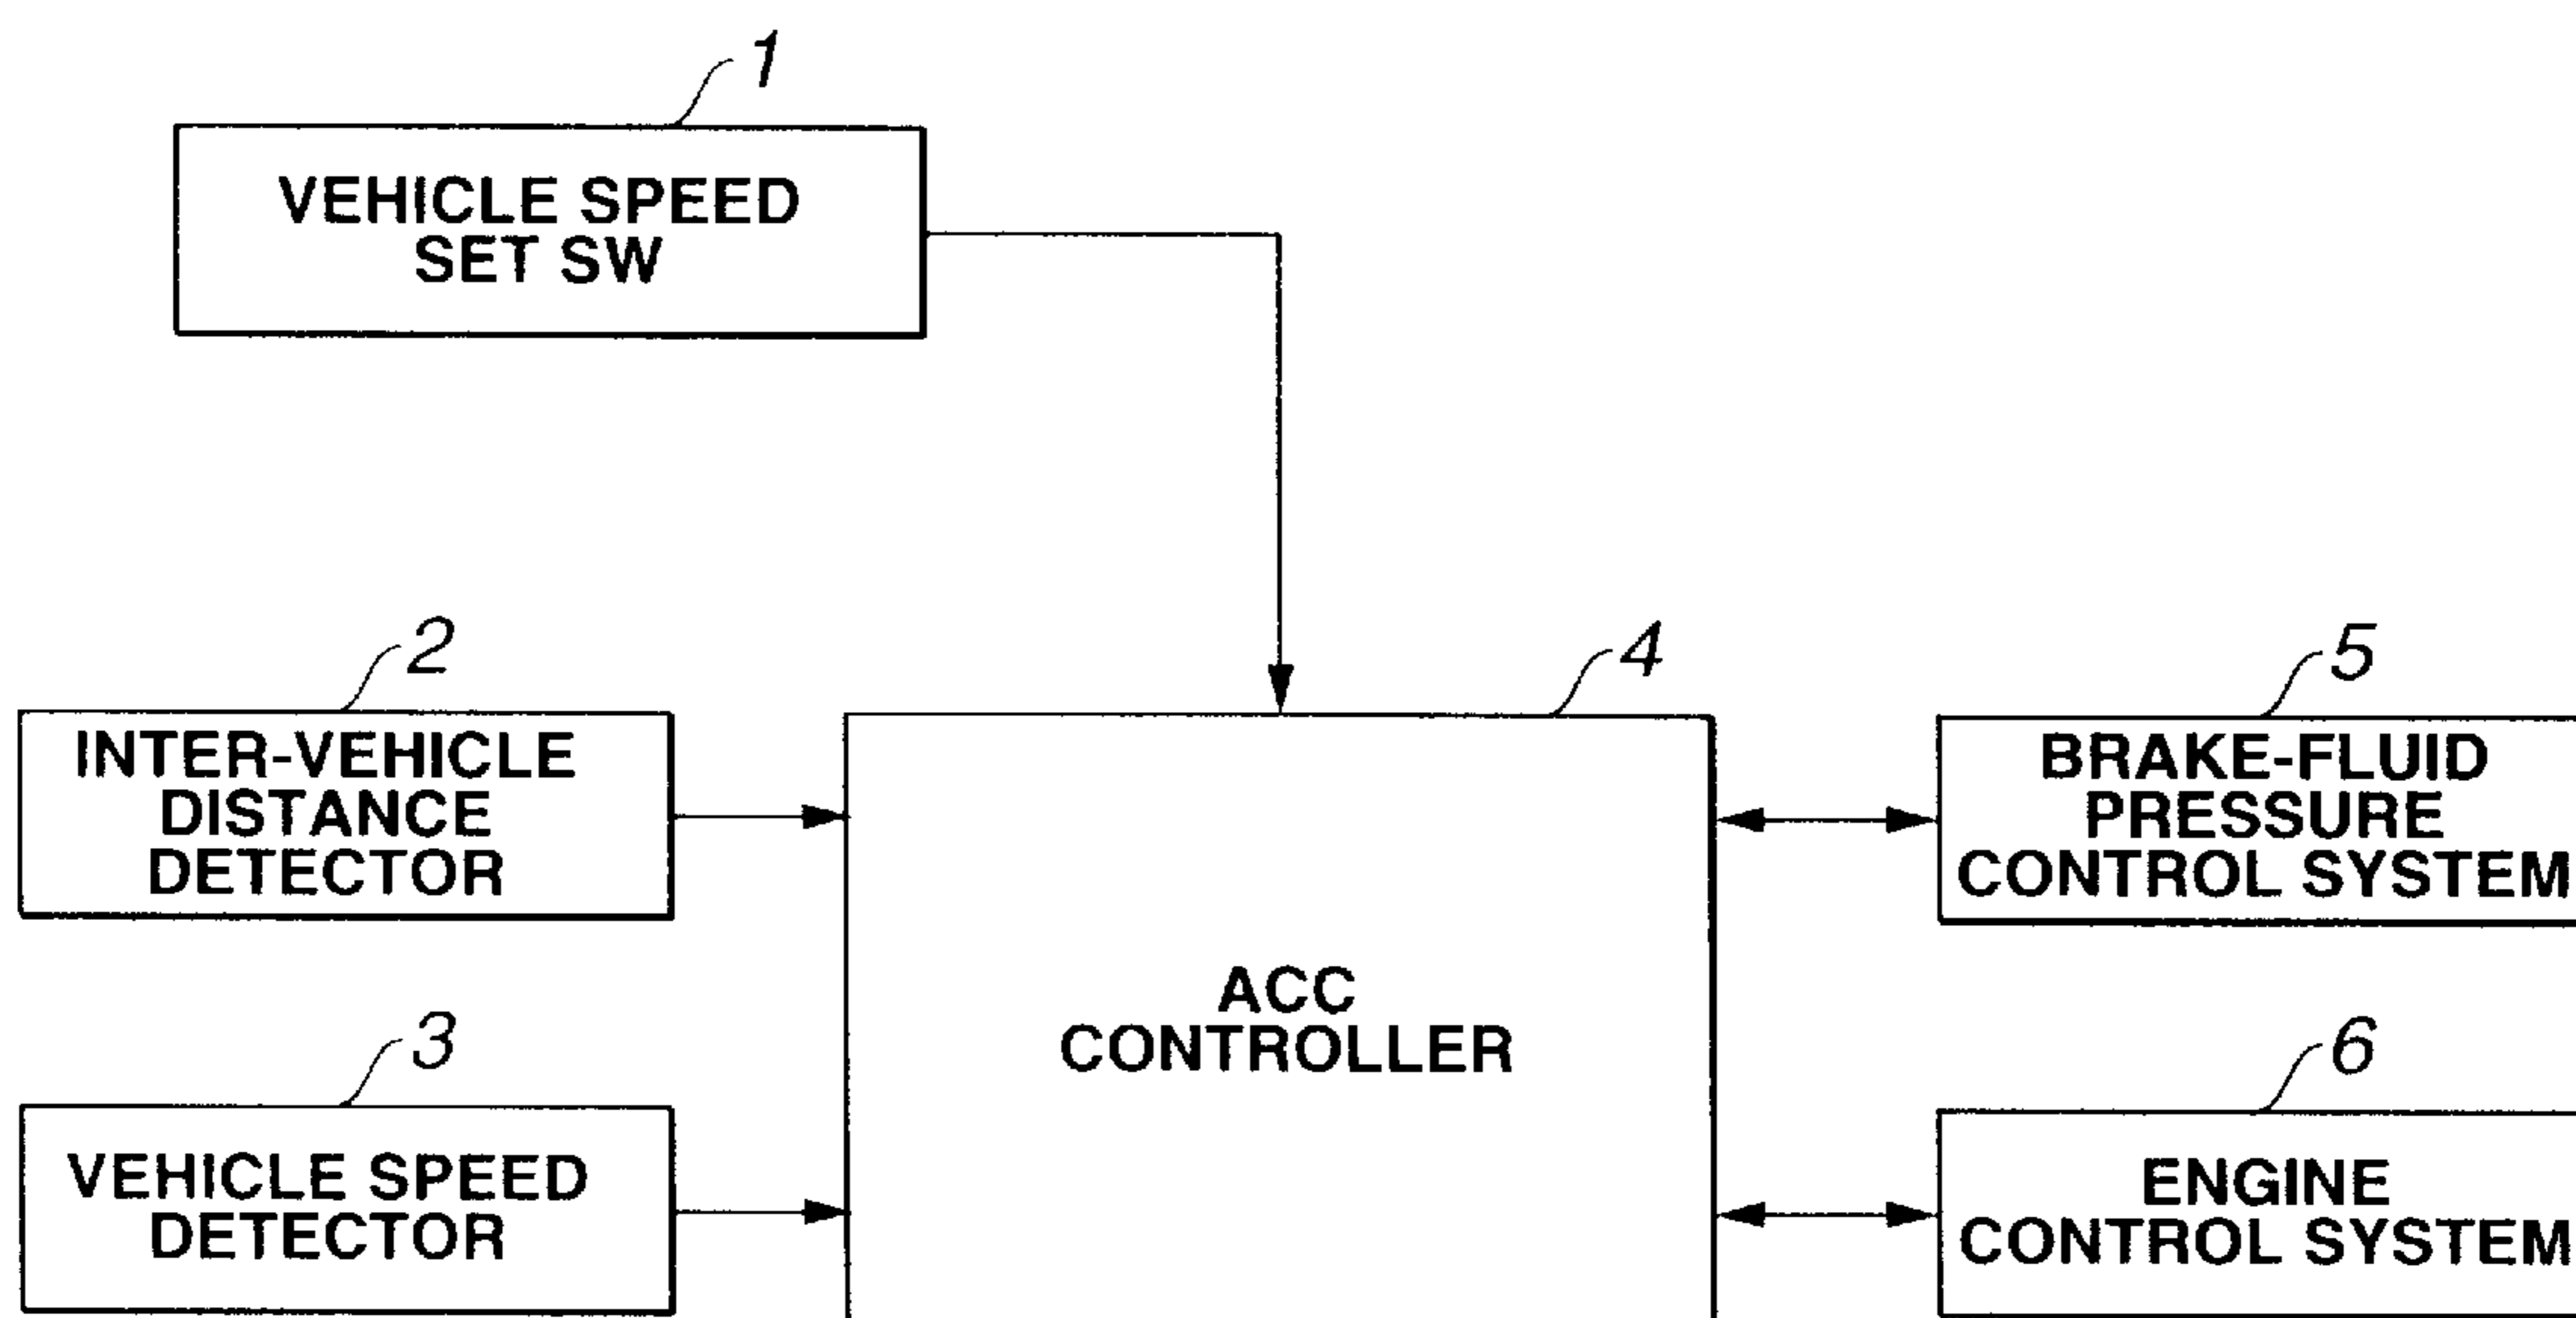 1
VEHICLE SPEED
SET SW
2
INTER-VEHICLE
DISTANCE
DETECTOR
3
VEHICLE SPEED
DETECTOR
4
ACC
CONTROLLER
5
BRAKE-FLUID
PRESSURE
CONTROL SYSTEM
6
ENGINE
CONTROL SYSTEM